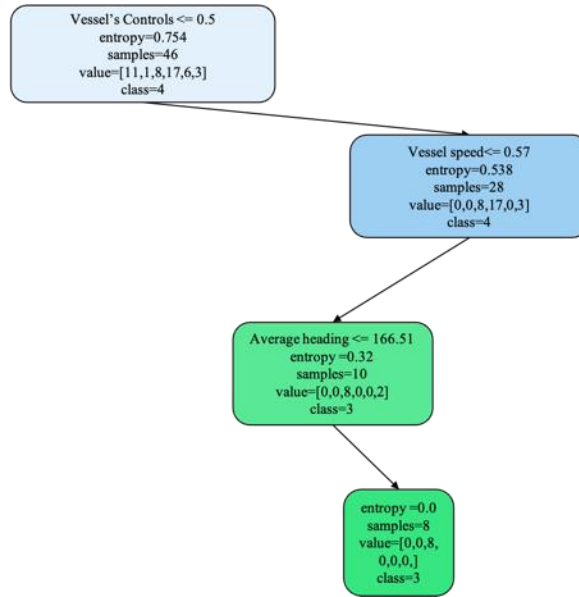 Vessel's Controls <= 0.5
entropy=0.754
samples=46
value=[11,1,8,17,6,3]
class=4
Vessel speed<= 0.57
entropy=0.538
samples=28
value=[0,0,8,17,0,3]
class=4
Average heading <= 166.51
entropy =0.32
samples=10
value=[0,0,8,0,0,2]
class=3
entropy =0.0
samples=8
value=[0,0,8,
0,0,0,]
class=3